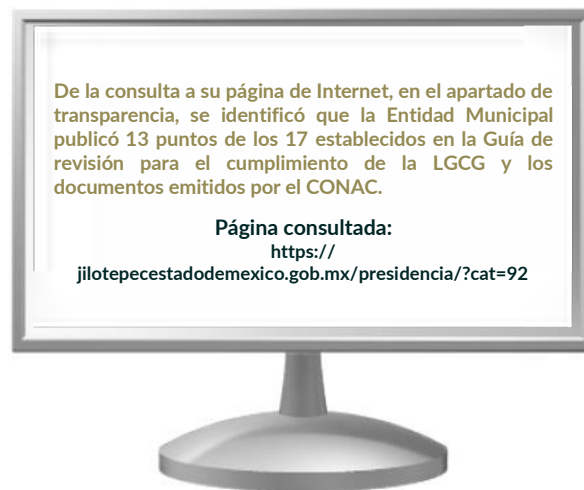 De la consulta a su página de Internet, en el apartado de
transparencia, se identificó que la Entidad Municipal
publicó 13 puntos de los 17 establecidos en la Guía de
revisión para el cumplimiento de la LGCG y los
documentos emitidos por el CONAC.
Página consultada:
https://
jilotepecestadodemexico.gob.mx/presidencia/?cat=92